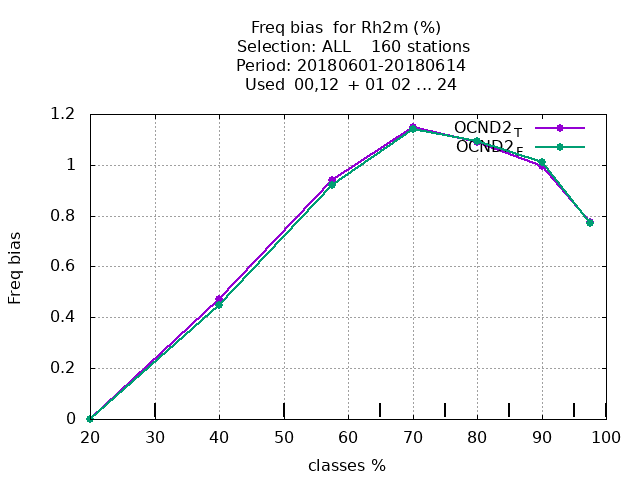 Freq bias for Rh2m (%)
Selection: ALL 160 stations
Period: 20180601-20180614
Used 00,12 + 01 02 ... 24
1.2
1
0.8
0.6
0.4
0.2
0
Freq bias
OCND2_T
OCND2_F
20 30 40 50 60 70 80 90 100
classes %